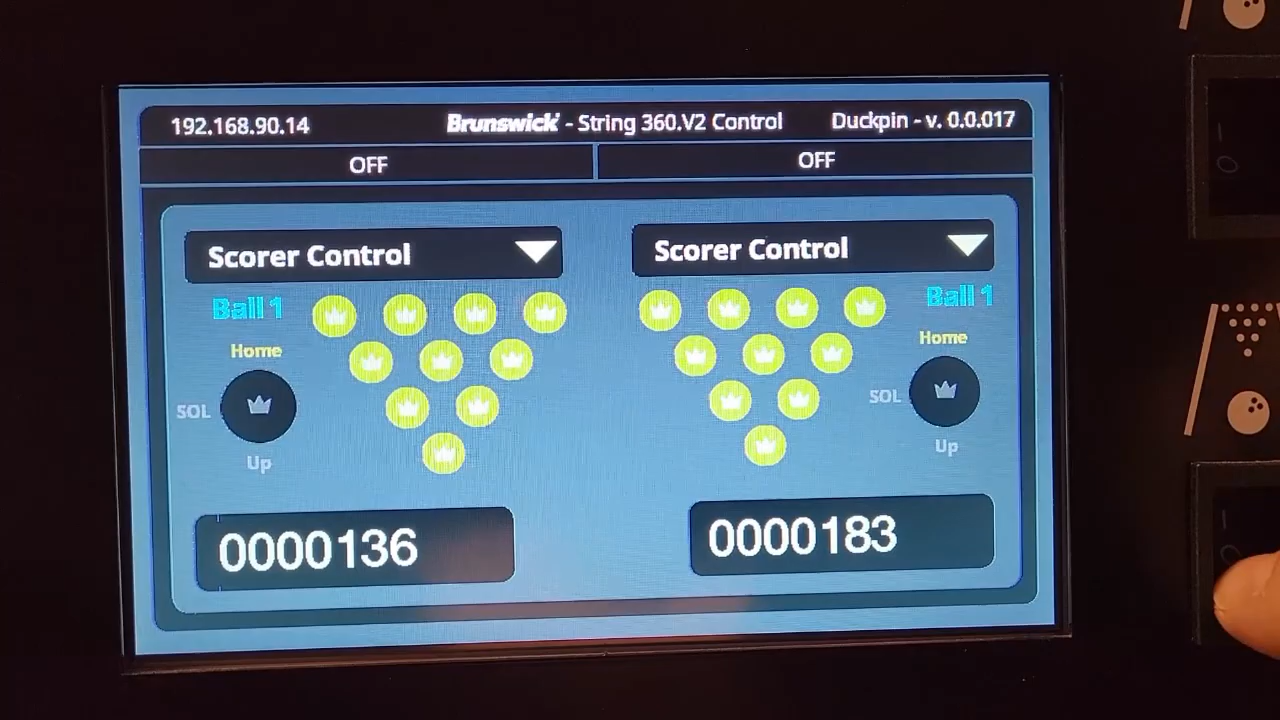 192.168.90.14
Brunswick - String 360.V2 Control
Duckpin - v. 0.0.017
OFF
OFF
Scorer Control
Scorer Control
Ball 1
Ball 1
Home
Home
SOL
SOL
Up
Up
0000136
0000183